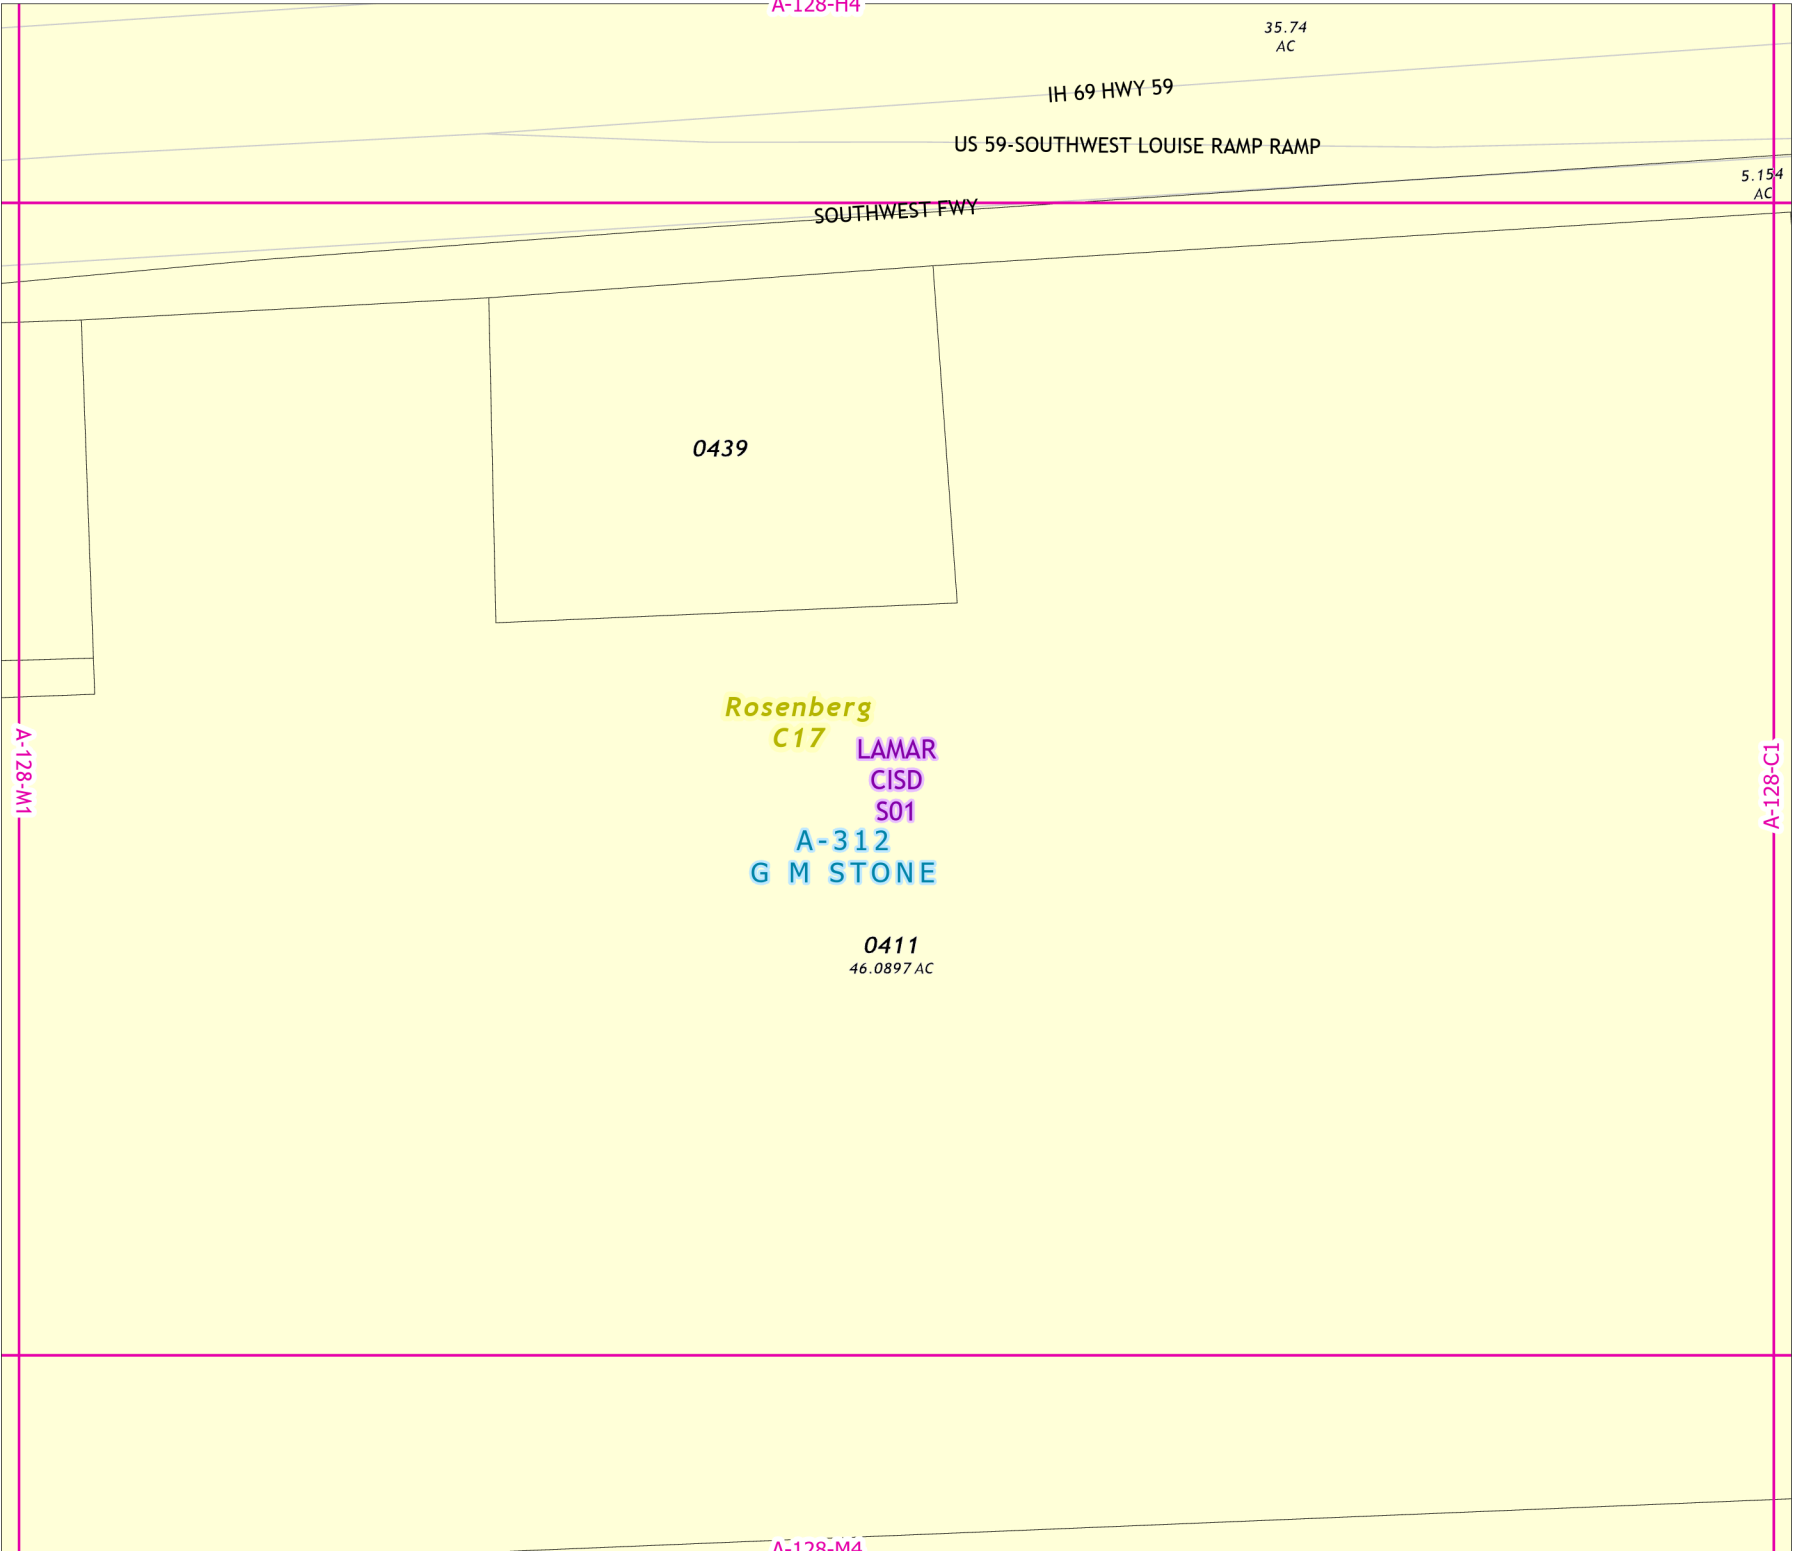 A-128-H4
35.74
AC
IH 69 HWY 59
US 59-SOUTHWEST LOUISE RAMP RAMP
5.154
AC
SOUTHWEST FWY
0439
Rosenberg
C17
LAMAR
CISD
S01
A-128-M1
A-128-C1
A-312
G M STONE
0411
46.0897 AC
A-128-M4